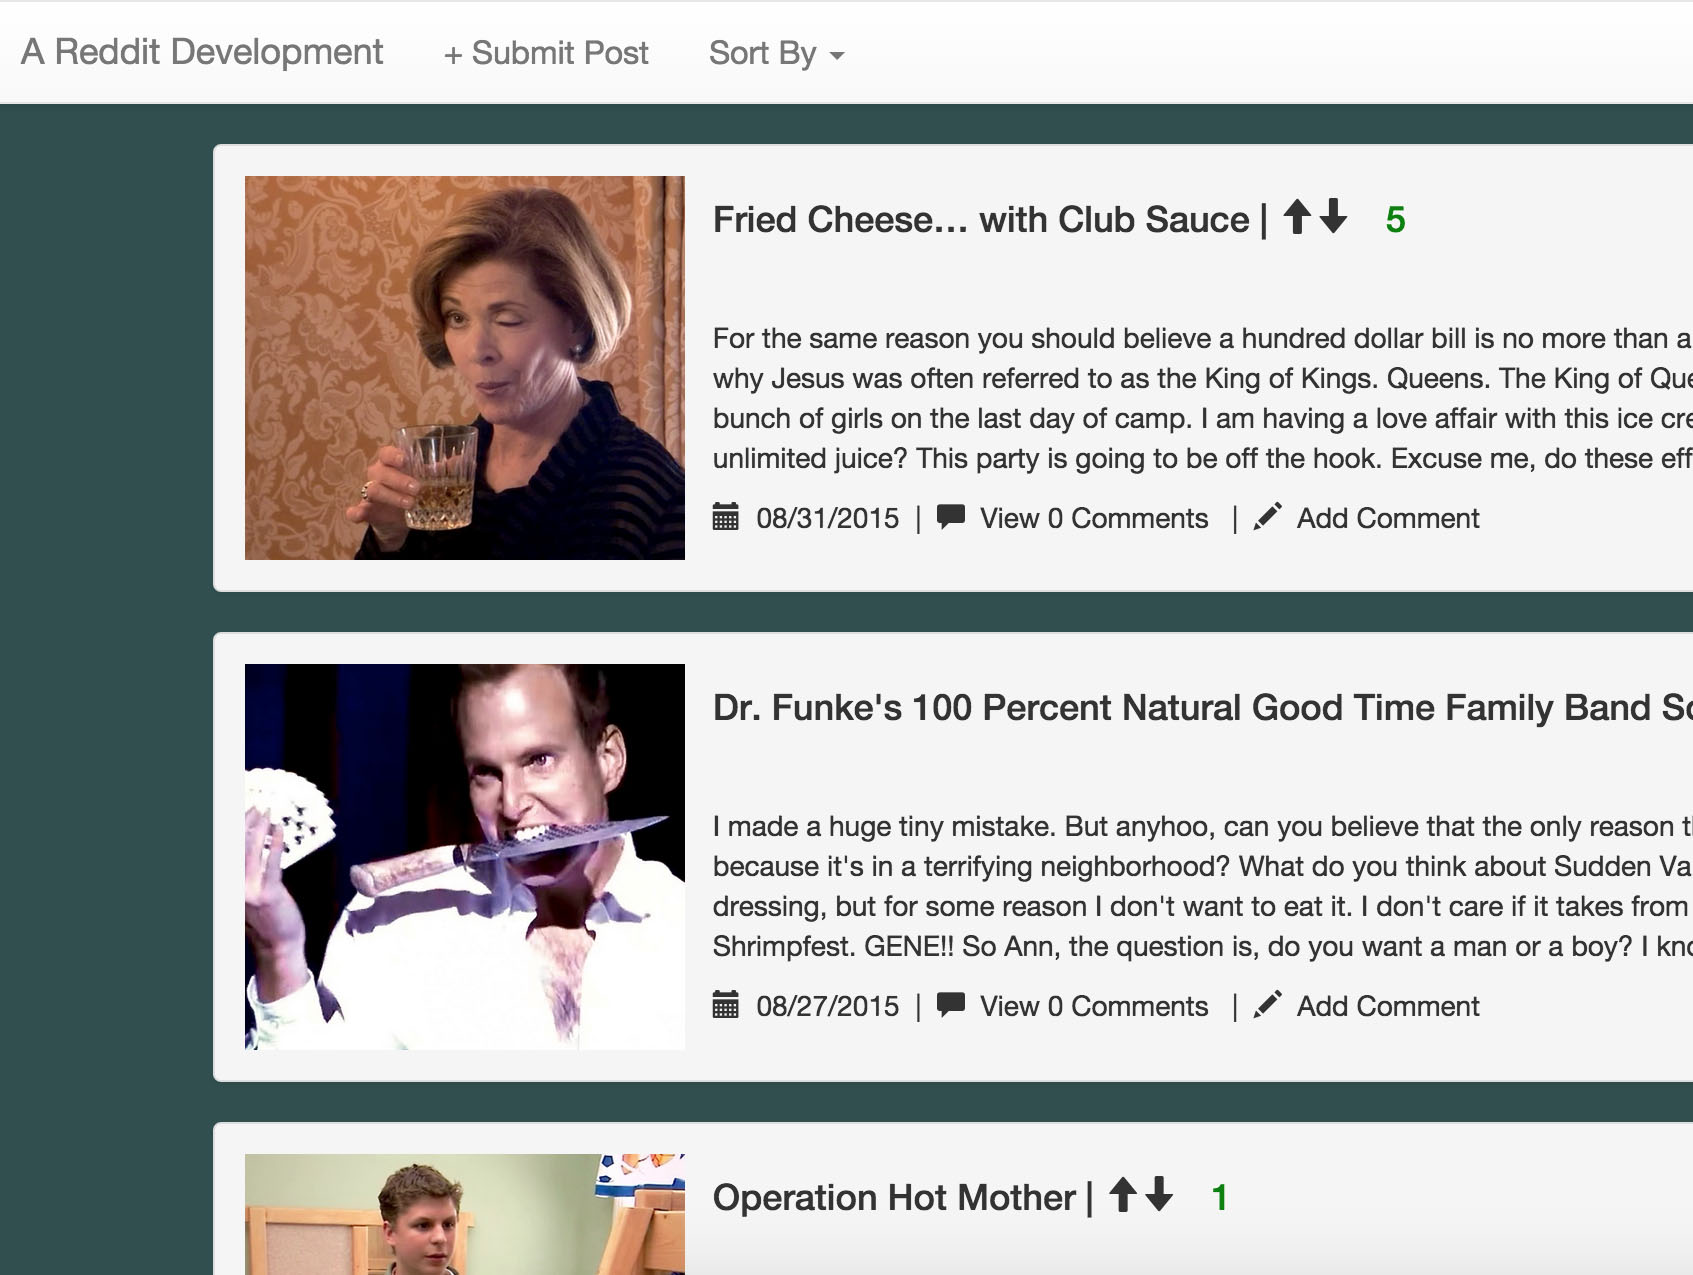 A Reddit Development + Submit Post Sort By
Fried Cheese... with Club Sauce | 5
For the same reason you should believe a hundred dollar bill is no more than a
why Jesus was often referred to as the King of Kings. Queens. The King of Que
bunch of girls on the last day of camp. I am having a love affair with this ice cre
unlimited juice? This party is going to be off the hook. Excuse me, do these eff
08/31/2015 | View 0 Comments | Add Comment
Dr. Funke's 100 Percent Natural Good Time Family Band So
I made a huge tiny mistake. But anyhoo, can you believe that the only reason th
because it's in a terrifying neighborhood? What do you think about Sudden Va
dressing, but for some reason I don't want to eat it. I don't care if it takes from
Shrimpfest. GENE!! So Ann, the question is, do you want a man or a boy? I kno
08/27/2015 | View 0 Comments | Add Comment
Operation Hot Mother | 1